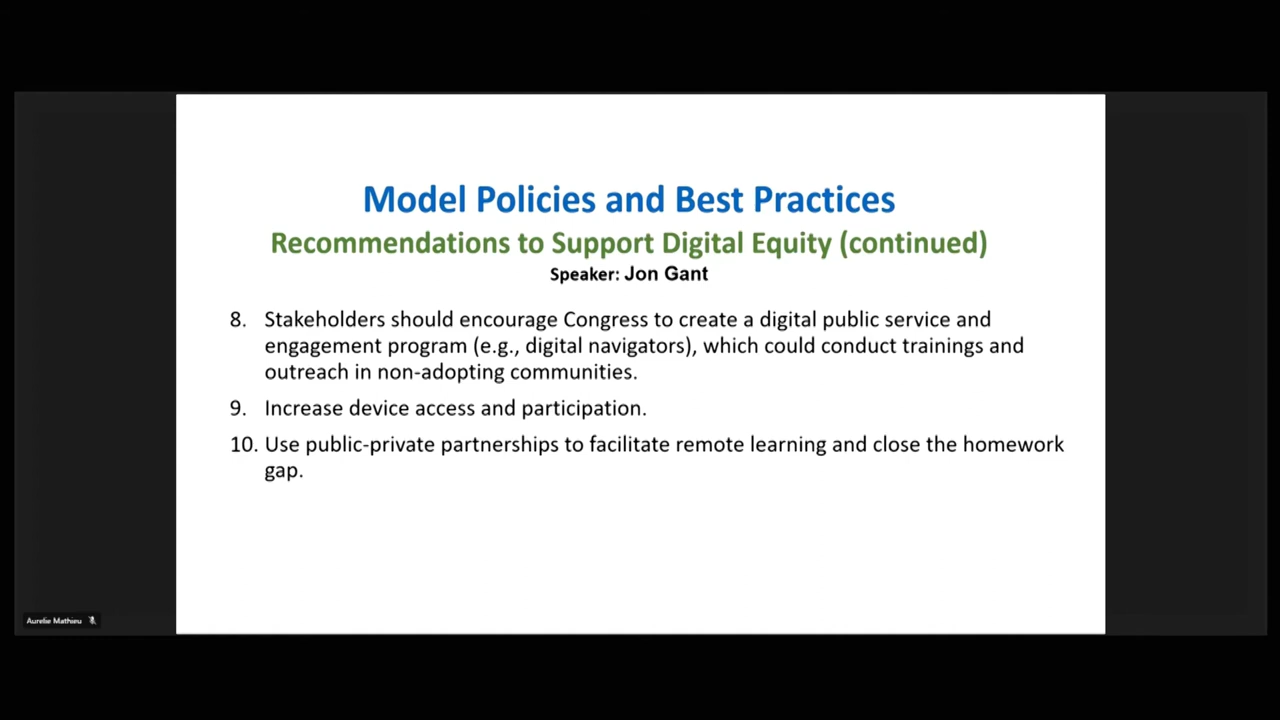 Model Policies and Best Practices
Recommendations to Support Digital Equity (continued)
Speaker: Jon Gant
8. Stakeholders should encourage Congress to create a digital public service and
engagement program (e.g., digital navigators), which could conduct trainings and
outreach in non-adopting communities.
9. Increase device access and participation.
10. Use public-private partnerships to facilitate remote learning and close the homework
gap.
Aurelie Mathieu